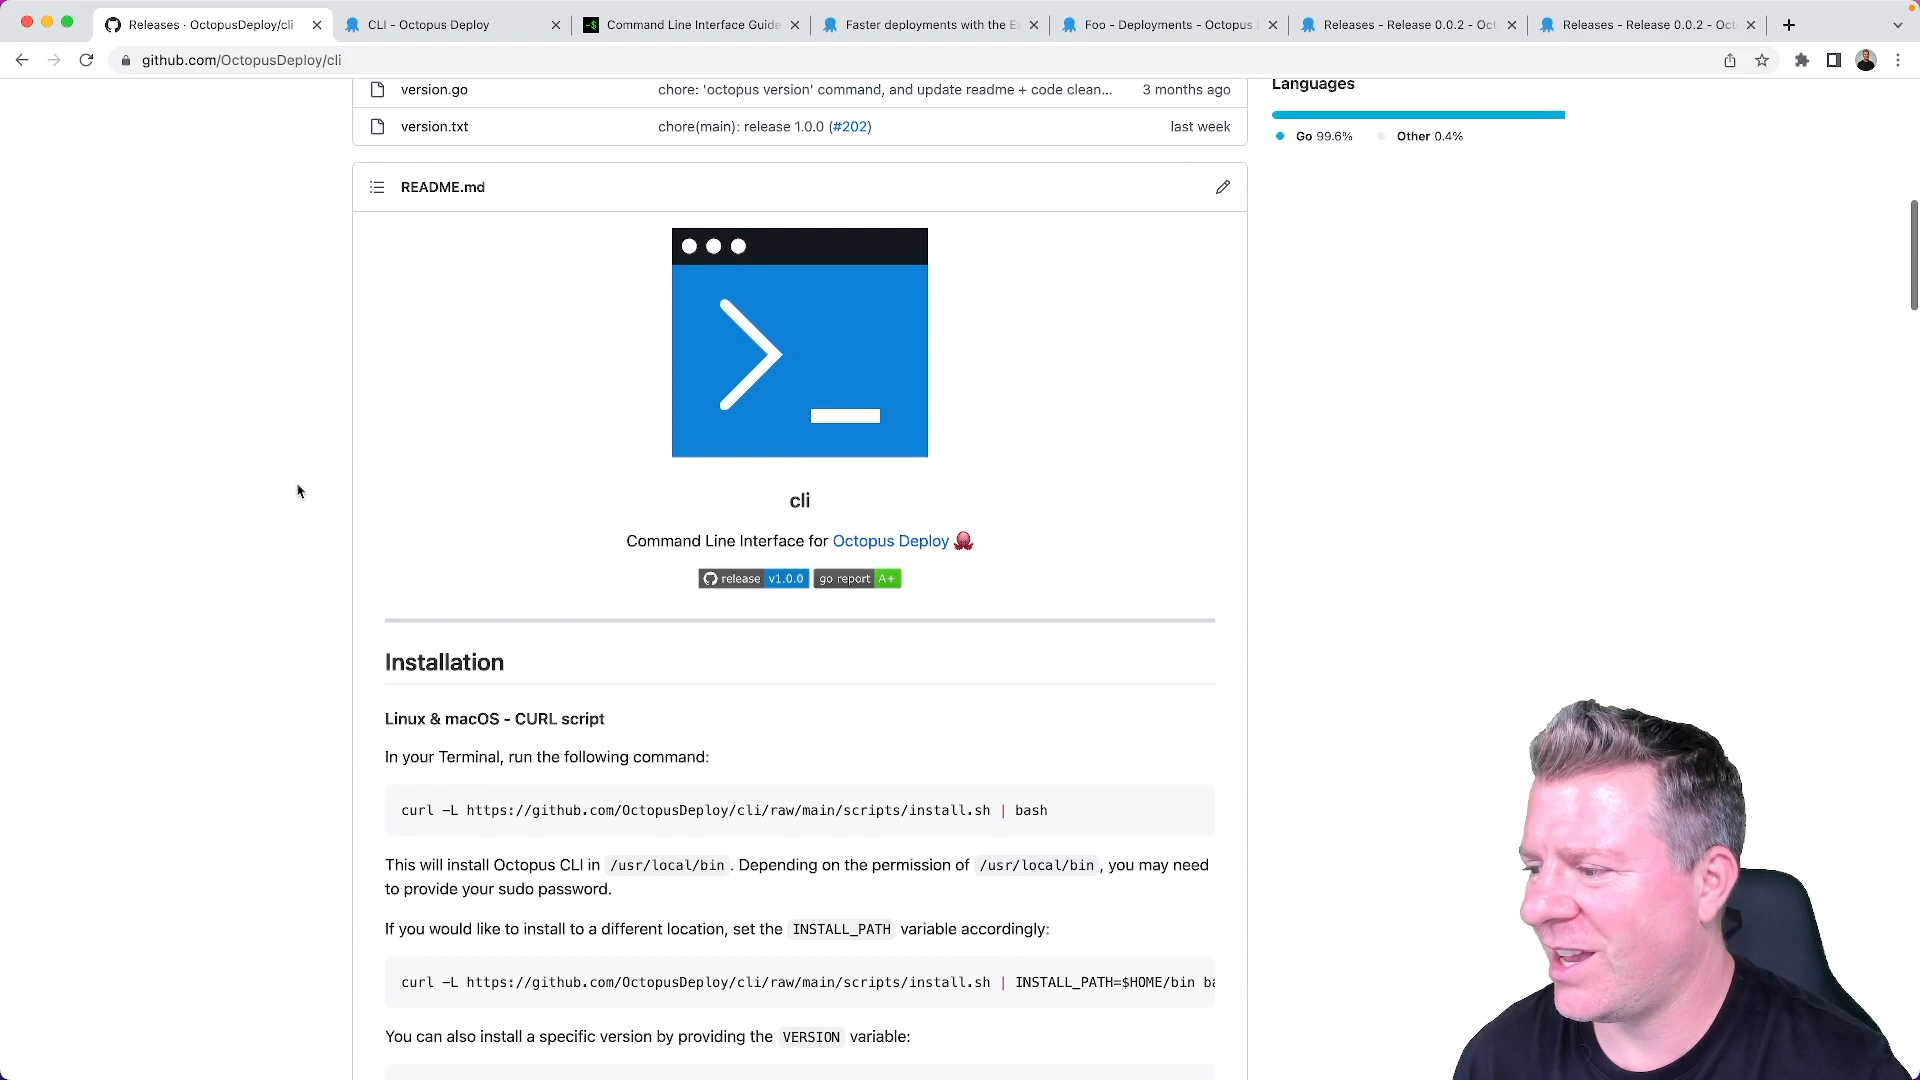 Releases · OctopusDeploy/cli
CLI - Octopus Deploy
Command Line Interface Guide
Faster deployments with the Ex
Foo - Deployments - Octopus
Releases - Release 0.0.2 - Oct
Releases - Release 0.0.2 - Oct
github.com/OctopusDeploy/cli
version.go chore: 'octopus version' command, and update readme + code clean... 3 months ago
version.txt chore(main): release 1.0.0 (#202) last week
Languages
Go 99.6% Other 0.4%
README.md
cli
Command Line Interface for Octopus Deploy
release v1.0.0 go report A+
Installation
Linux & macOS - CURL script
In your Terminal, run the following command:
curl -L https://github.com/OctopusDeploy/cli/raw/main/scripts/install.sh | bash
This will install Octopus CLI in /usr/local/bin. Depending on the permission of /usr/local/bin, you may need
to provide your sudo password.
If you would like to install to a different location, set the INSTALL_PATH variable accordingly:
curl -L https://github.com/OctopusDeploy/cli/raw/main/scripts/install.sh | INSTALL_PATH=$HOME/bin ba
You can also install a specific version by providing the VERSION variable: